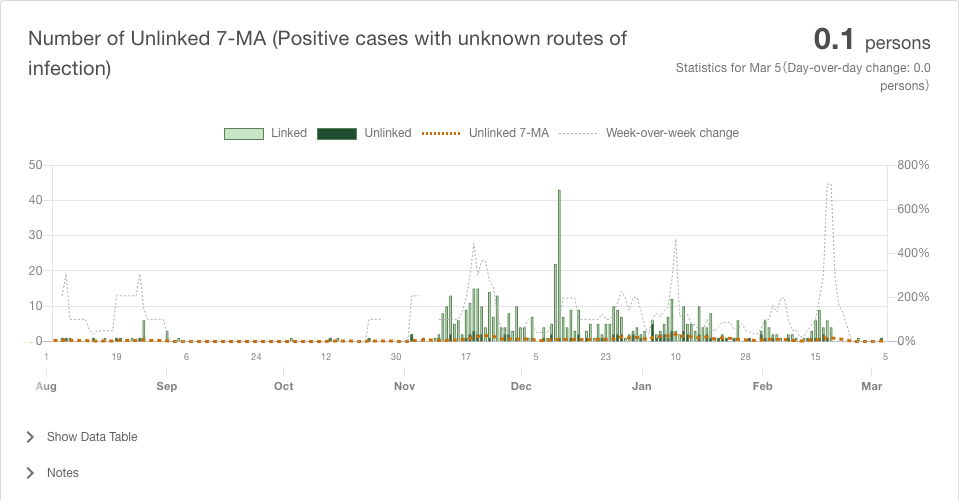 Number of Unlinked 7-MA (Positive cases with unknown routes of
infection)
0.1 persons
Statistics for Mar 5(Day-over-day change: 0.0
persons)
Linked Unlinked Unlinked 7-MA Week-over-week change
50 800%
40 600%
30 400%
20
10 200%
0 0%
1 19 6 24 12 30 17 5 23 10 28 15 5
Aug Sep Oct Nov Dec Jan Feb Mar
Show Data Table
Notes